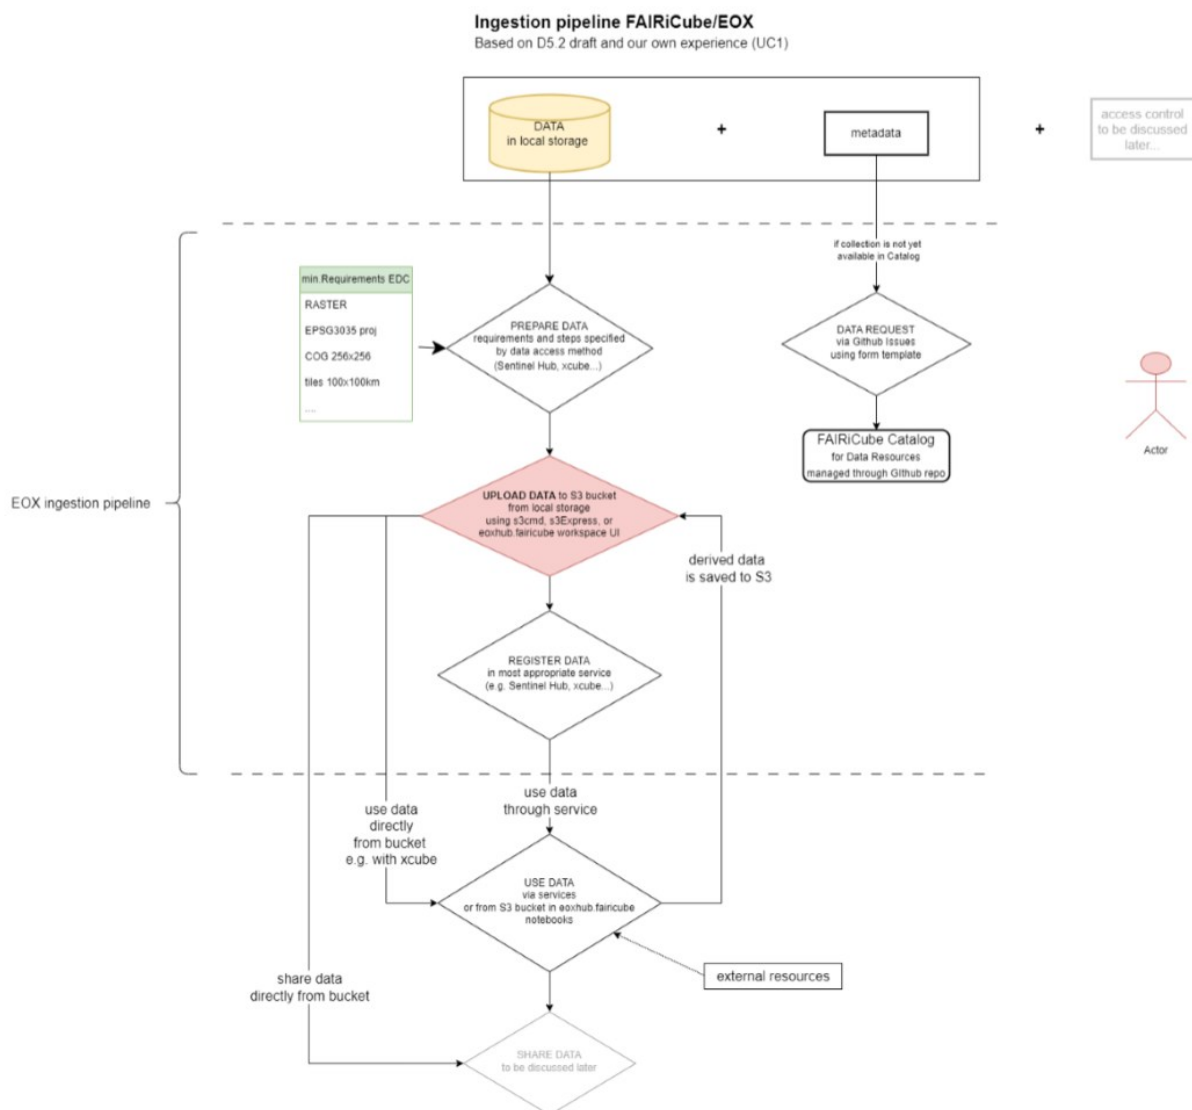 Ingestion pipeline FAIRiCube/EOX
Based on D5.2 draft and our own experience (UC1)
DATA
in local storage
+
metadata
+
access control
to be discussed
later...
if collection is not yet
available in Catalog
min.Requirements EDC
RASTER
EPSG3035 proj
COG 256x256
tiles 100x100km
....
PREPARE DATA
requirements and steps specified
by data access method
(Sentinel Hub, xcube...)
DATA REQUEST
via Github Issues
using form template
FAIRiCube Catalog
for Data Resources
managed through Github repo
Actor
EOX ingestion pipeline
UPLOAD DATA to S3 bucket
from local storage
using s3cmd, s3Express, or
eoxhub.fairicube workspace UI
derived data
is saved to S3
REGISTER DATA
in most appropriate service
(e.g. Sentinel Hub, xcube...)
use data
directly
from bucket
e.g. with xcube
use data
through service
USE DATA
via services
or from S3 bucket in eoxhub.fairicube
notebooks
external resources
share data
directly from bucket
SHARE DATA
to be discussed later